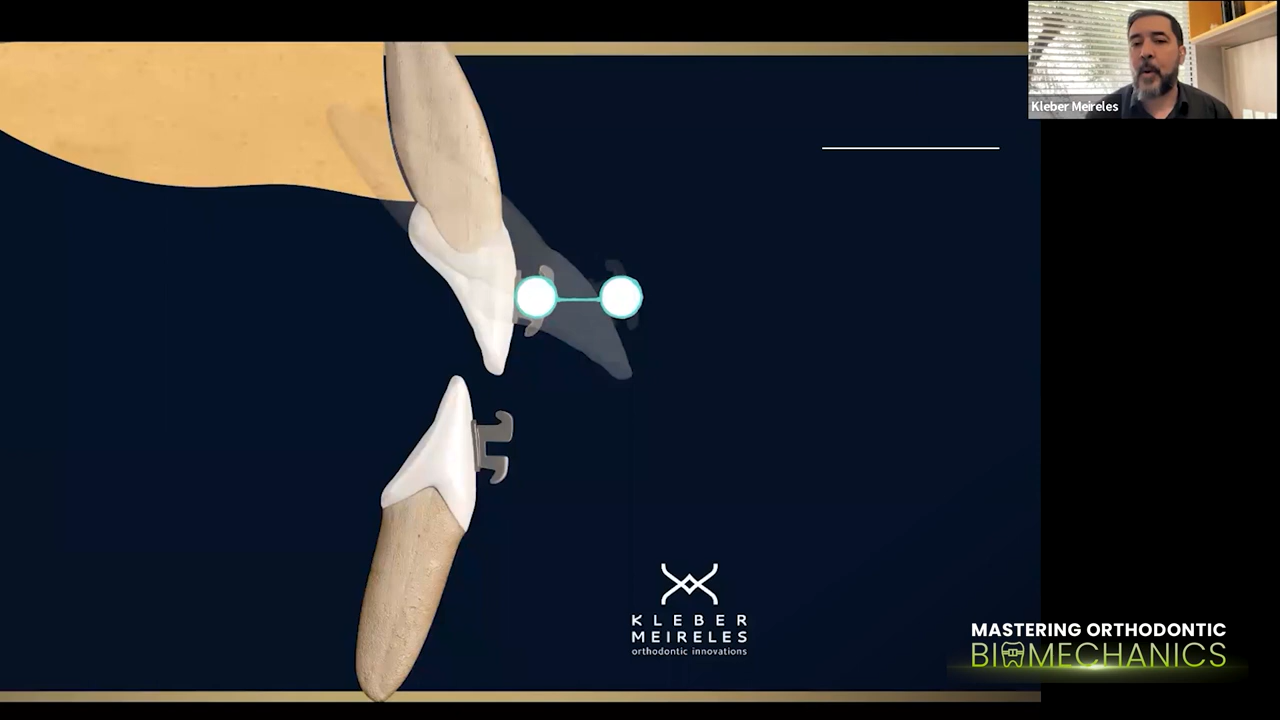 Kleber Meireles
KLEBER
MEIRELES
orthodontic innovations
MASTERING ORTHODONTIC
BIOMECHANICS